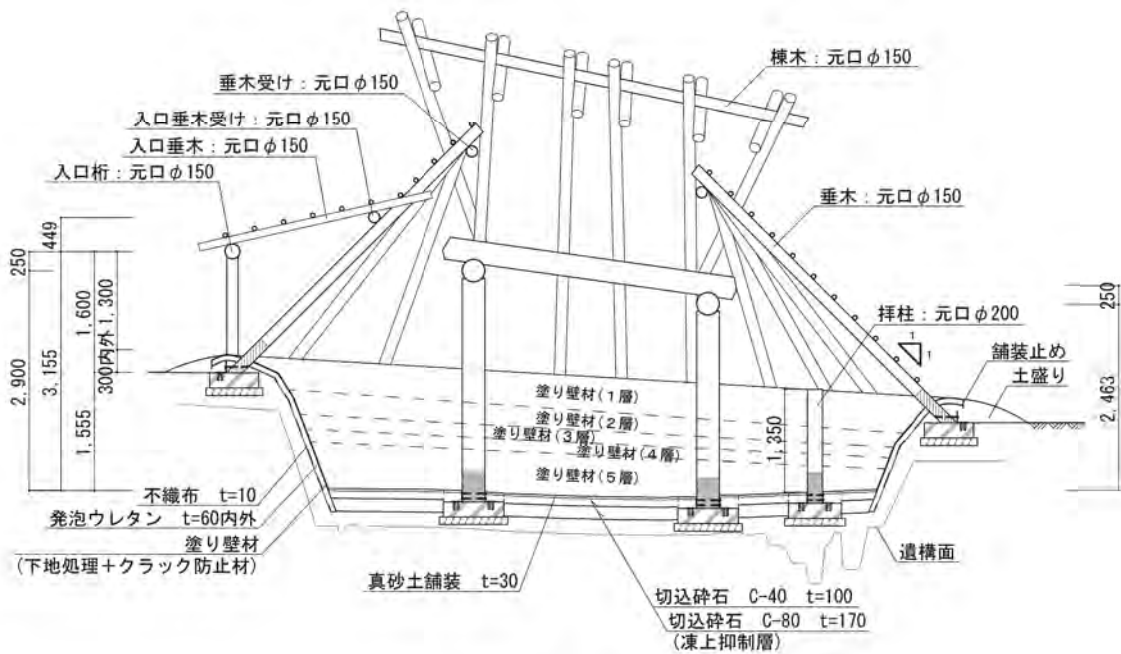 棟木：元口φ150
垂木受け：元口φ150
入口垂木受け：元口φ150
入口垂木：元口φ150
入口桁：元口φ150
垂木：元口φ150
拝柱：元口φ200
1
1
舗装止め
土盛り
449
250
1,600
1,300
300内外
2,900
3,155
1,555
250
2,463
1,350
塗り壁材(1層)
塗り壁材(2層)
塗り壁材(3層)
塗り壁材(4層)
塗り壁材(5層)
不織布 t=10
発泡ウレタン t=60内外
塗り壁材
(下地処理＋クラック防止材)
真砂土舗装 t=30
切込砕石 C-40 t=100
切込砕石 C-80 t=170
(凍上抑制層)
遺構面